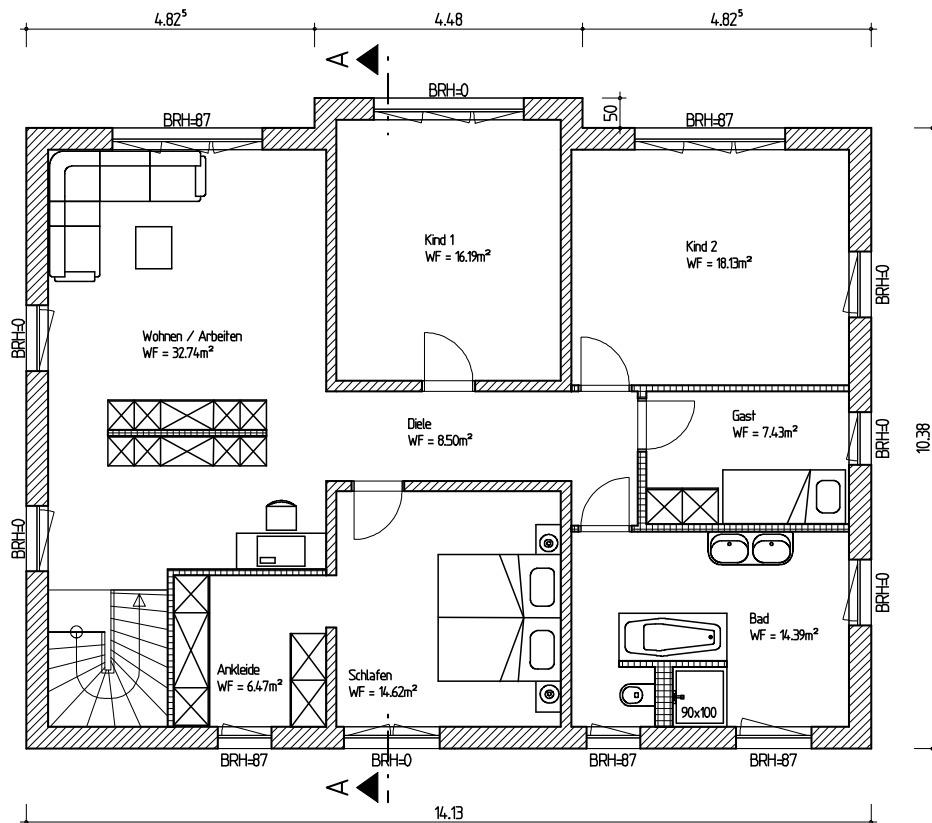 4.82⁵
4.48
4.82⁵
A
BRH=0
BRH=87
50
BRH=87
Kind 1
WF = 16.19m²
Kind 2
WF = 18.13m²
BRH=0
BRH=0
Wohnen / Arbeiten
WF = 32.74m²
Diele
WF = 8.50m²
Gast
WF = 7.43m²
BRH=0
10.38
BRH=0
BRH=0
Bad
WF = 14.39m²
Ankleide
WF = 6.47m²
Schlafen
WF = 14.62m²
90x100
BRH=87
BRH=0
BRH=87
BRH=87
A
14.13